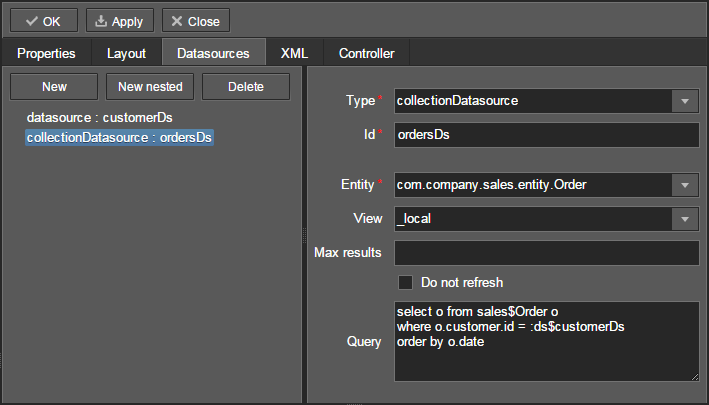 OK Apply Close
Properties Layout Datasources XML Controller
New New nested Delete
datasource : customerDs
collectionDatasource : ordersDs
Type * collectionDatasource
Id * ordersDs
Entity * com.company.sales.entity.Order
View _local
Max results
Do not refresh
Query
select o from sales$Order o
where o.customer.id = :ds$customerDs
order by o.date